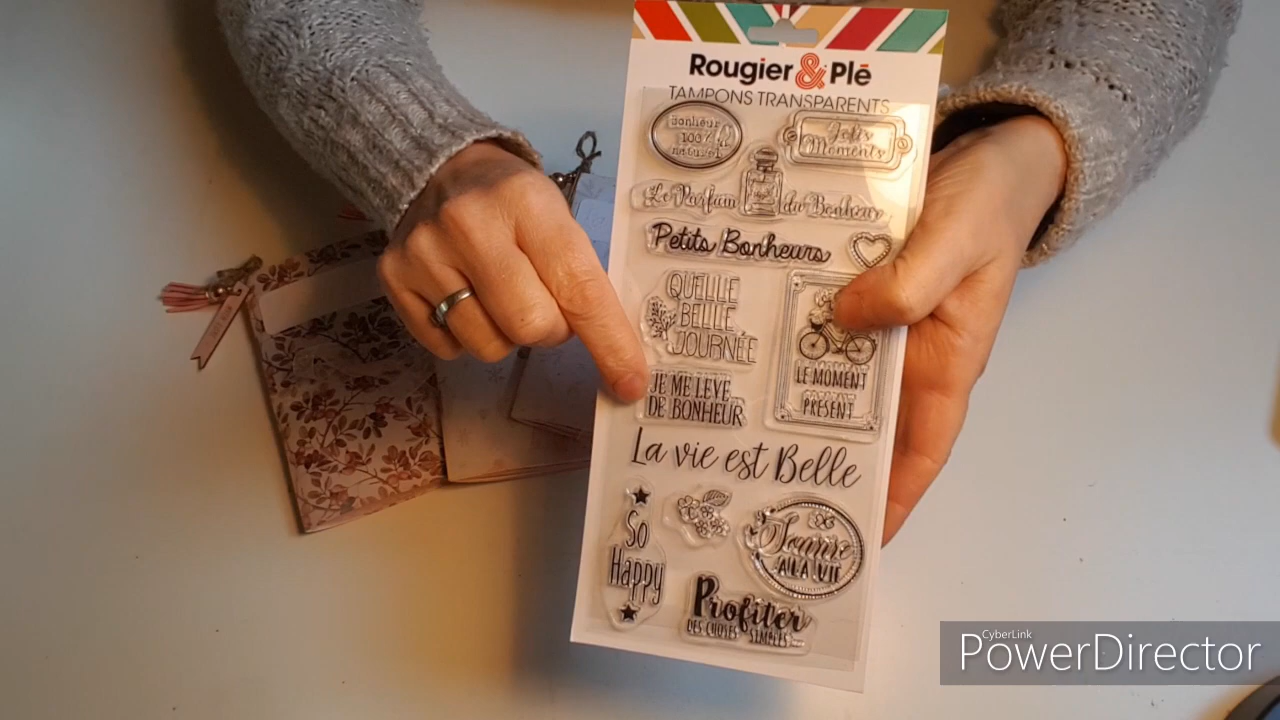 Rougier & Plé
TAMPONS TRANSPARENTS
Bonheur
100%
naturel
Jolis
Moments
Le Parfum du Bonheur
Petits Bonheurs
QUELLE
BELLE
JOURNÉE
LE MOMENT
PRÉSENT
JE ME LÈVE
DE BONHEUR
La vie est Belle
So
Happy
Sourire
À LA VIE
Profiter
DES CHOSES SIMPLES
CyberLink
PowerDirector